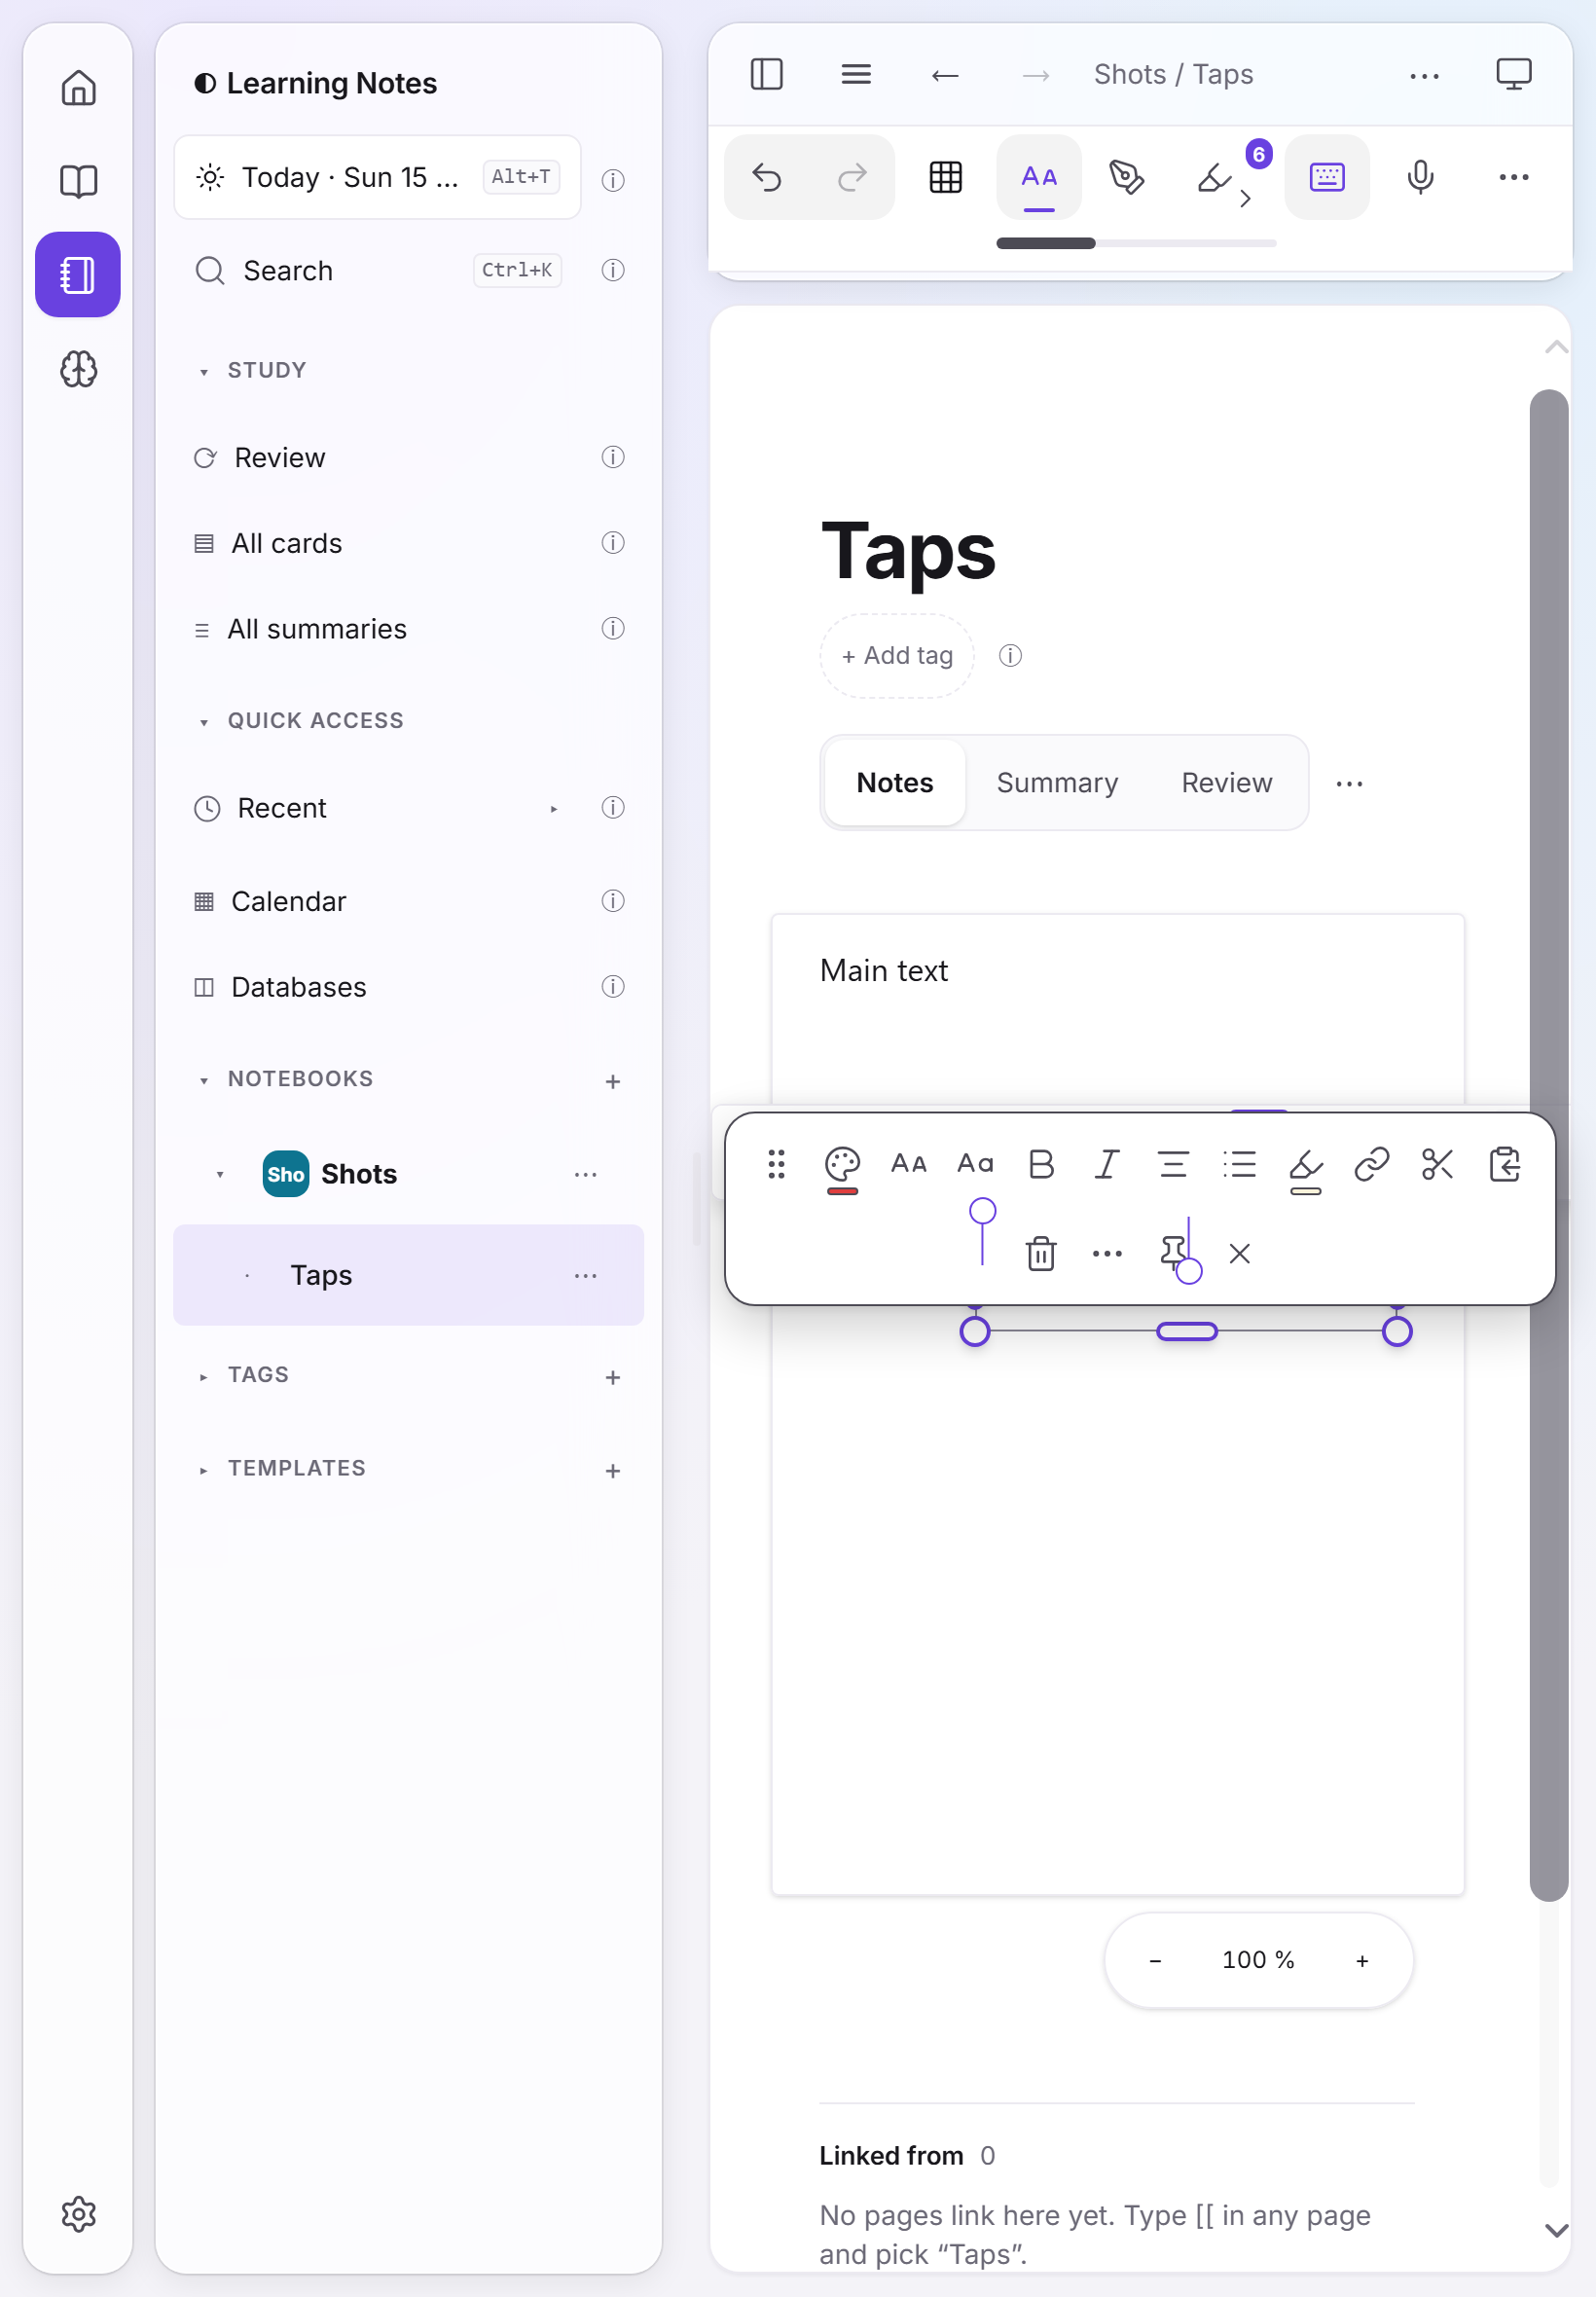 Learning Notes
Today · Sun 15 ...
Alt+T
Search
Ctrl+K
STUDY
Review
All cards
All summaries
QUICK ACCESS
Recent
Calendar
Databases
NOTEBOOKS
Sho
Shots
Taps
TAGS
TEMPLATES
Shots / Taps
6
Taps
+ Add tag
Notes
Summary
Review
Main text
− 100 % +
Linked from 0
No pages link here yet. Type [[ in any page
and pick “Taps”.